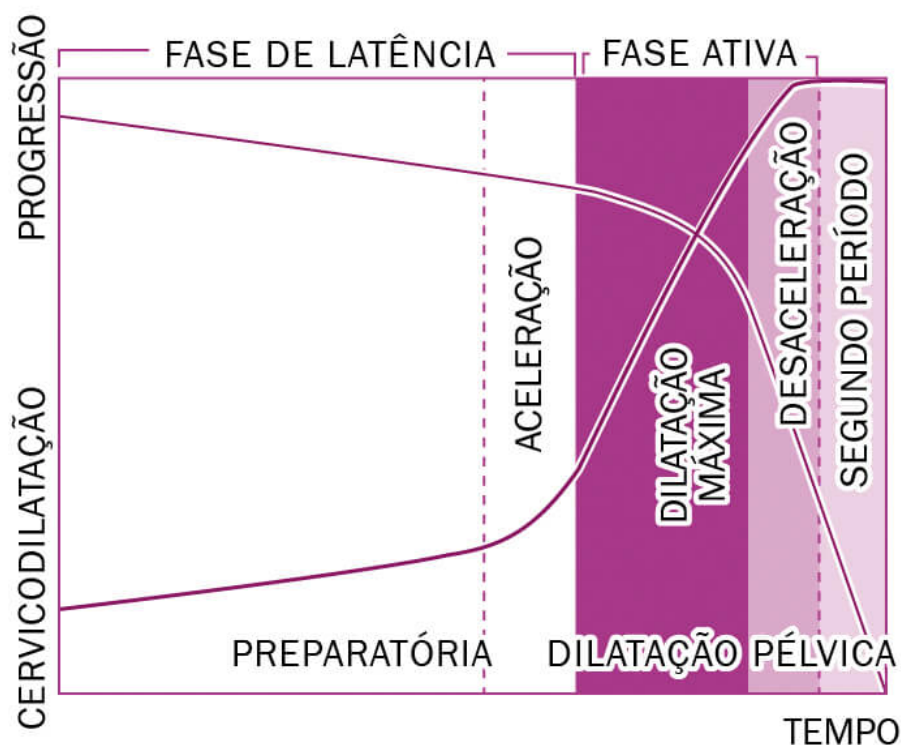 FASE DE LATÊNCIA
FASE ATIVA
PROGRESSÃO
CERVICODILATAÇÃO
ACELERAÇÃO
DILATAÇÃO
MÁXIMA
DESACELERAÇÃO
SEGUNDO PERÍODO
PREPARATÓRIA
DILATAÇÃO
PÉLVICA
TEMPO